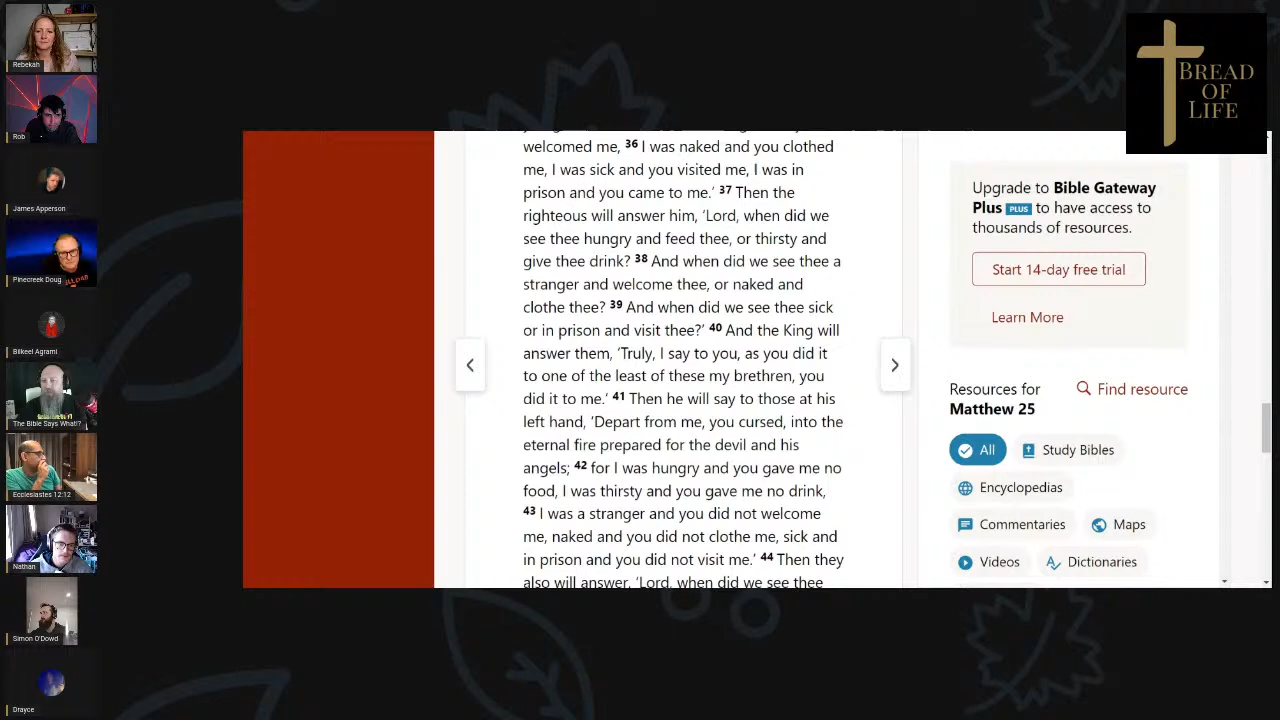 Rebekah
Rob
James Apperson
Pinecreek Doug
Bilkeel Agrami
The Bible Says What!?
Ecclesiastes 12:12
Nathan
Simon O'Dowd
Drayce
welcomed me, 36 I was naked and you clothed
me, I was sick and you visited me, I was in
prison and you came to me.’ 37 Then the
righteous will answer him, ‘Lord, when did we
see thee hungry and feed thee, or thirsty and
give thee drink? 38 And when did we see thee a
stranger and welcome thee, or naked and
clothe thee? 39 And when did we see thee sick
or in prison and visit thee?’ 40 And the King will
answer them, ‘Truly, I say to you, as you did it
to one of the least of these my brethren, you
did it to me.’ 41 Then he will say to those at his
left hand, ‘Depart from me, you cursed, into the
eternal fire prepared for the devil and his
angels; 42 for I was hungry and you gave me no
food, I was thirsty and you gave me no drink,
43 I was a stranger and you did not welcome
me, naked and you did not clothe me, sick and
in prison and you did not visit me.’ 44 Then they
also will answer, ‘Lord, when did we see thee
BREAD
OF
LIFE
Upgrade to Bible Gateway
Plus PLUS to have access to
thousands of resources.
Start 14-day free trial
Learn More
Resources for
Matthew 25
Find resource
All
Study Bibles
Encyclopedias
Commentaries
Maps
Videos
Dictionaries